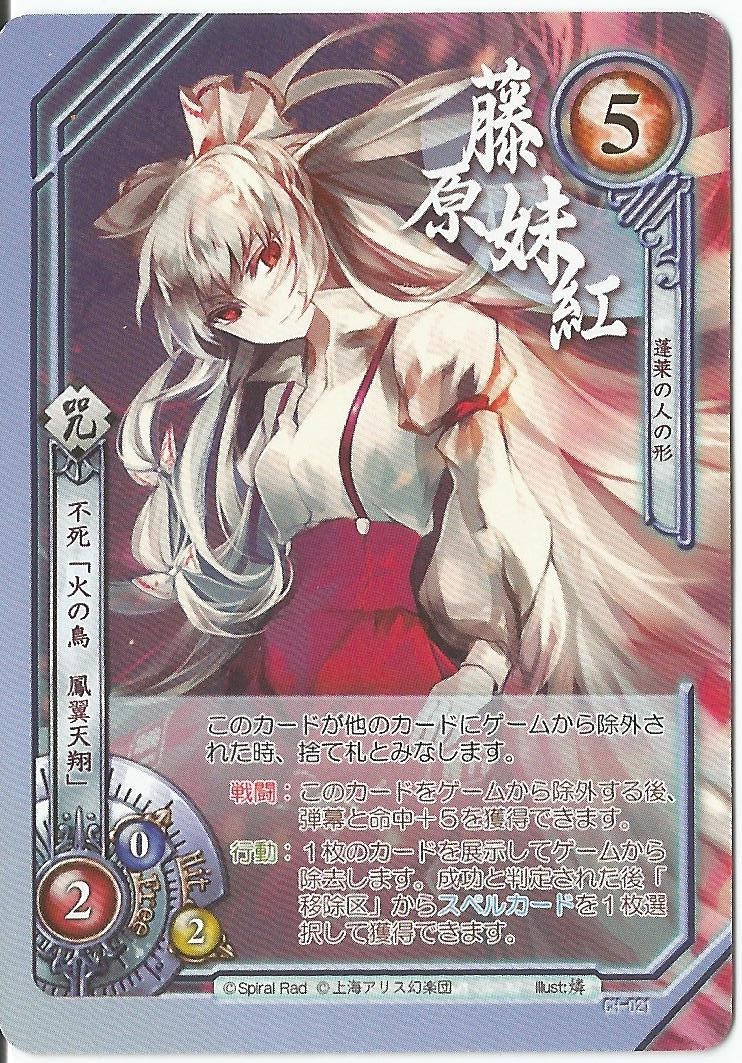 藤原妹紅
5
蓬莱の人の形
咒
不死「火の鳥　鳳翼天翔」
このカードが他のカードにゲームから除外さ
れた時、捨て札とみなします。
戦闘：このカードをゲームから除外する後、
弾幕と命中＋５を獲得できます。
行動：１枚のカードを展示してゲームから
除去します。成功と判定された後「
移除区」からスペルカードを１枚選
択して獲得できます。
0
Hit
Free
2
2
©Spiral Rad ©上海アリス幻楽団
Illust:燐
CH-021